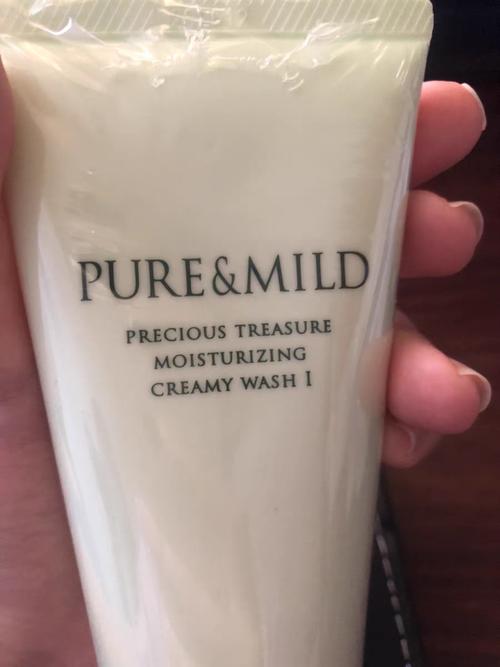 PURE&MILD
PRECIOUS TREASURE
MOISTURIZING
CREAMY WASH I